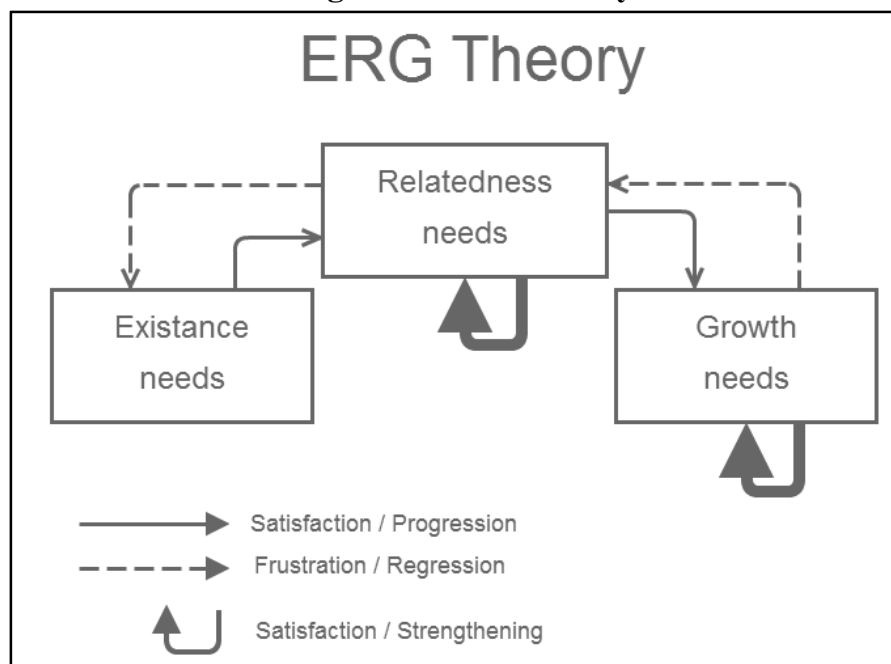 ERG Theory
Relatedness
needs
Existance
needs
Growth
needs
Satisfaction / Progression
Frustration / Regression
Satisfaction / Strengthening